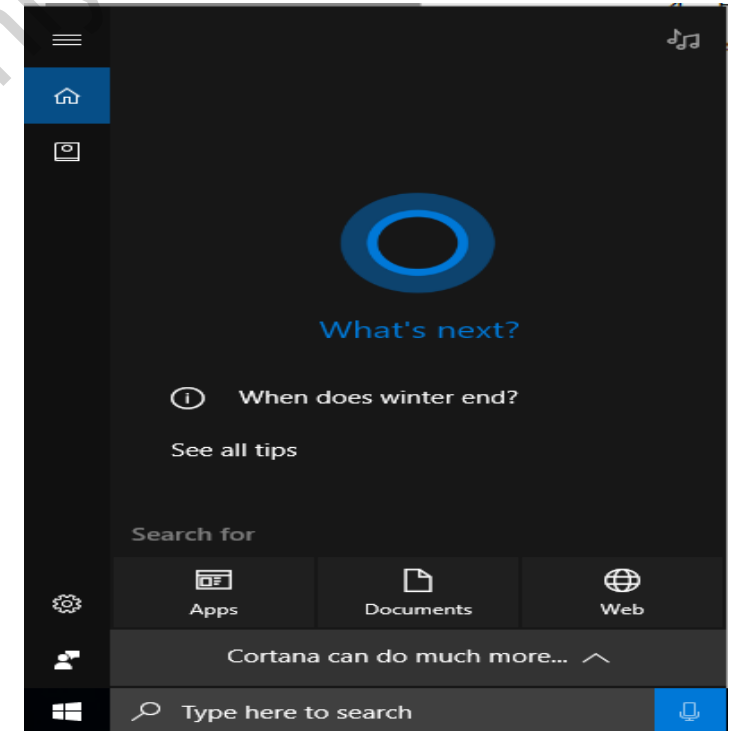 What's next?
When does winter end?
See all tips
Search for
Apps Documents Web
Cortana can do much more...
Type here to search